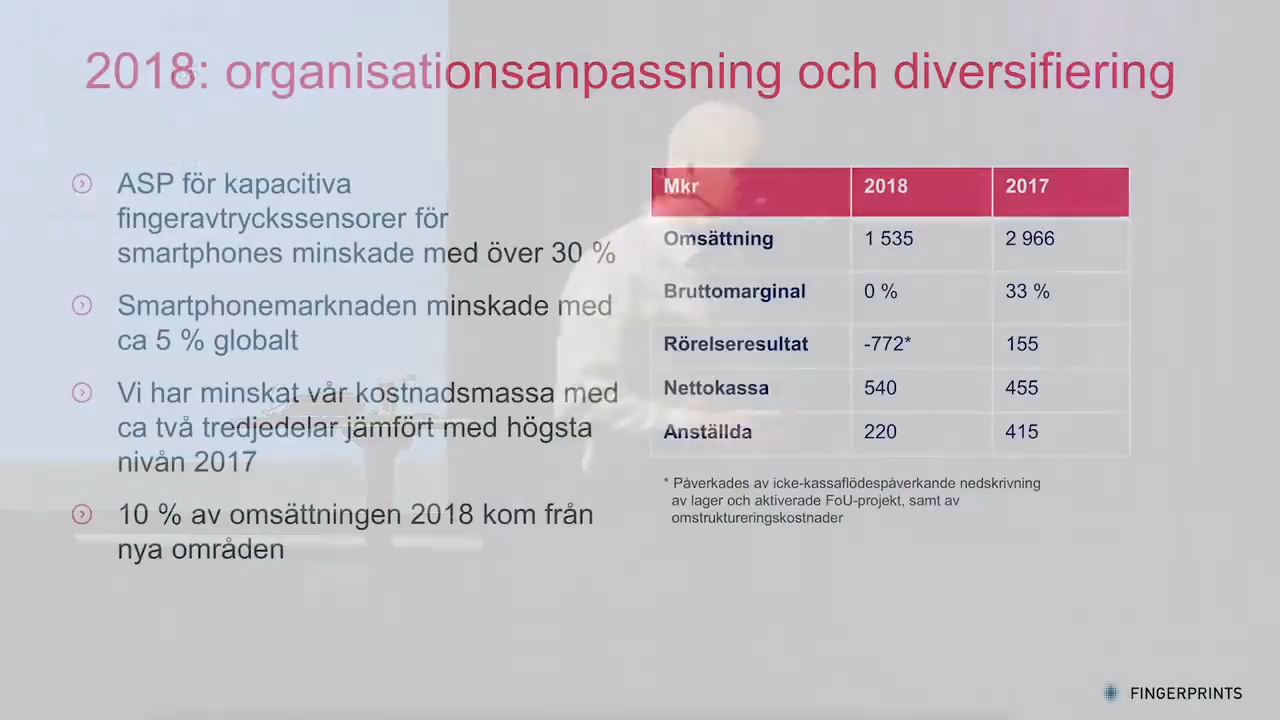 2018: organisationsanpassning och diversifiering
ASP för kapacitiva
fingeravtryckssensorer för
smartphones minskade med över 30 %
Smartphonemarknaden minskade med
ca 5 % globalt
Vi har minskat vår kostnadsmassa med
ca två tredjedelar jämfört med högsta
nivån 2017
10 % av omsättningen 2018 kom från
nya områden
Mkr 2018 2017
Omsättning 1 535 2 966
Bruttomarginal 0 % 33 %
Rörelseresultat -772* 155
Nettokassa 540 455
Anställda 220 415
* Påverkades av icke-kassaflödespåverkande nedskrivning
av lager och aktiverade FoU-projekt, samt av
omstruktureringskostnader
FINGERPRINTS